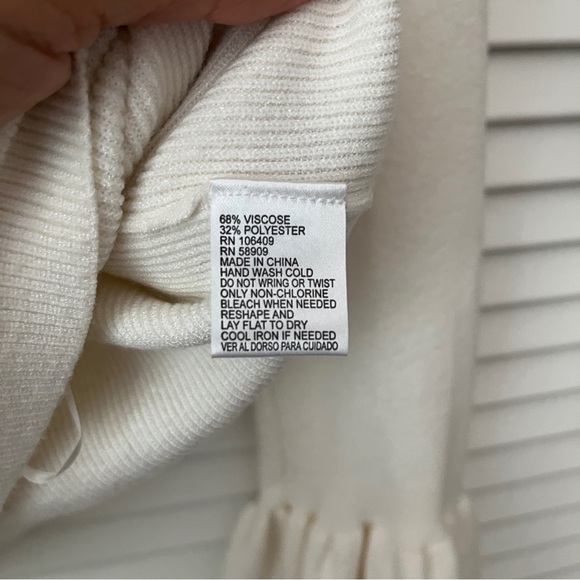 68% VISCOSE
32% POLYESTER
RN 106409
RN 58909
MADE IN CHINA
HAND WASH COLD
DO NOT WRING OR TWIST
ONLY NON-CHLORINE
BLEACH WHEN NEEDED
RESHAPE AND
LAY FLAT TO DRY
COOL IRON IF NEEDED
VER AL DORSO PARA CUIDADO